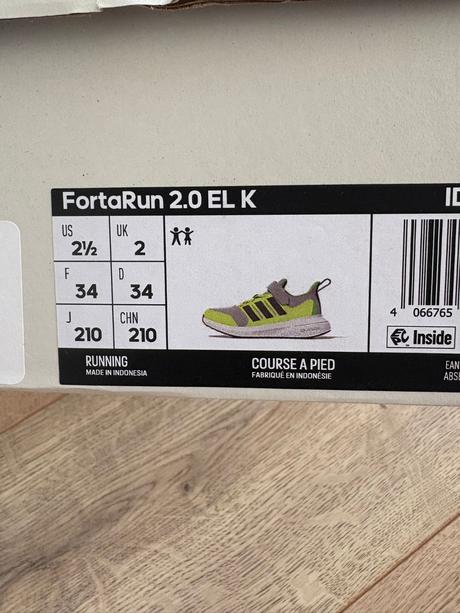 FortaRun 2.0 EL K
US 2½ UK 2
F 34 D 34
J 210 CHN 210
4 066765
Inside
RUNNING
MADE IN INDONESIA
COURSE A PIED
FABRIQUÉ EN INDONÉSIE